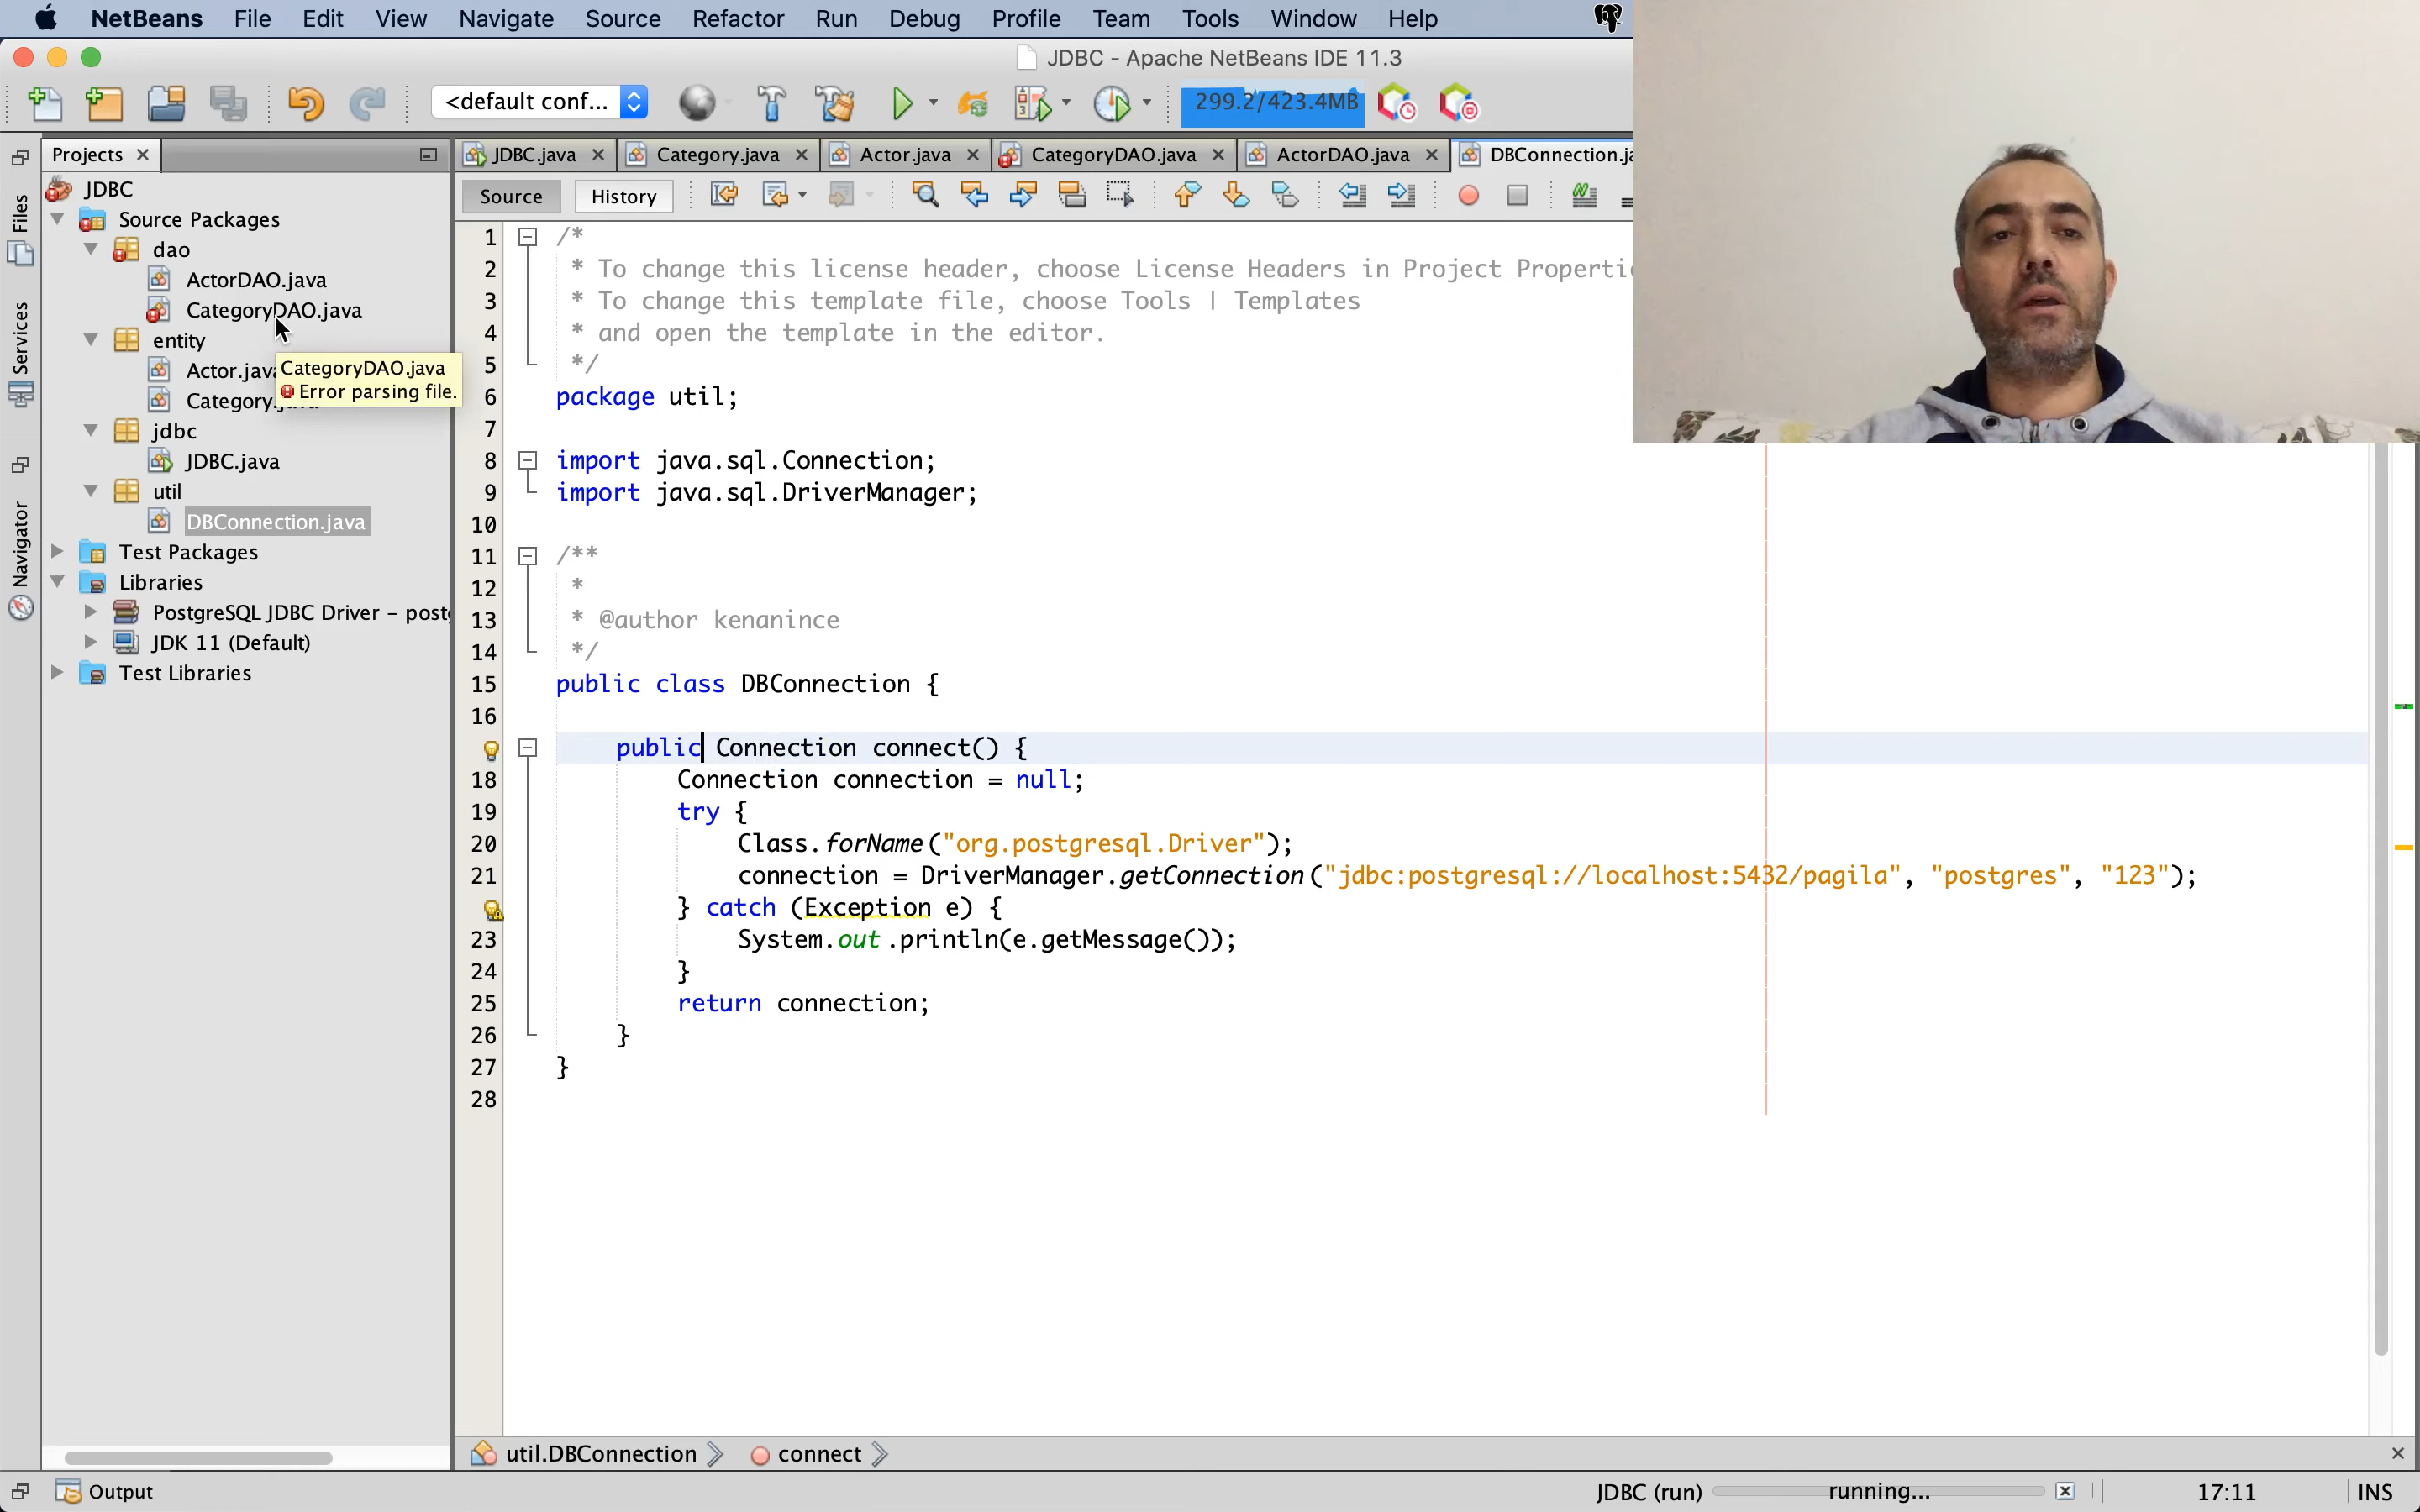 NetBeans File Edit View Navigate Source Refactor Run Debug Profile Team Tools Window Help
JDBC - Apache NetBeans IDE 11.3
<default conf... 299.2/423.4MB
Projects
JDBC.java Category.java Actor.java CategoryDAO.java ActorDAO.java DBConnection.ja
Source History
Files
Services
Navigator
JDBC
Source Packages
dao
ActorDAO.java
CategoryDAO.java
entity
Actor.java
Category.java
CategoryDAO.java
Error parsing file.
jdbc
JDBC.java
util
DBConnection.java
Test Packages
Libraries
PostgreSQL JDBC Driver - postg
JDK 11 (Default)
Test Libraries
1 /*
2 * To change this license header, choose License Headers in Project Properti
3 * To change this template file, choose Tools | Templates
4 * and open the template in the editor.
5 */
6 package util;
7
8 import java.sql.Connection;
9 import java.sql.DriverManager;
10
11 /**
12 *
13 * @author kenanince
14 */
15 public class DBConnection {
16
public Connection connect() {
18 Connection connection = null;
19 try {
20 Class.forName("org.postgresql.Driver");
21 connection = DriverManager.getConnection("jdbc:postgresql://localhost:5432/pagila", "postgres", "123");
} catch (Exception e) {
23 System.out.println(e.getMessage());
24 }
25 return connection;
26 }
27 }
28
util.DBConnection connect
Output JDBC (run) running... 17:11 INS